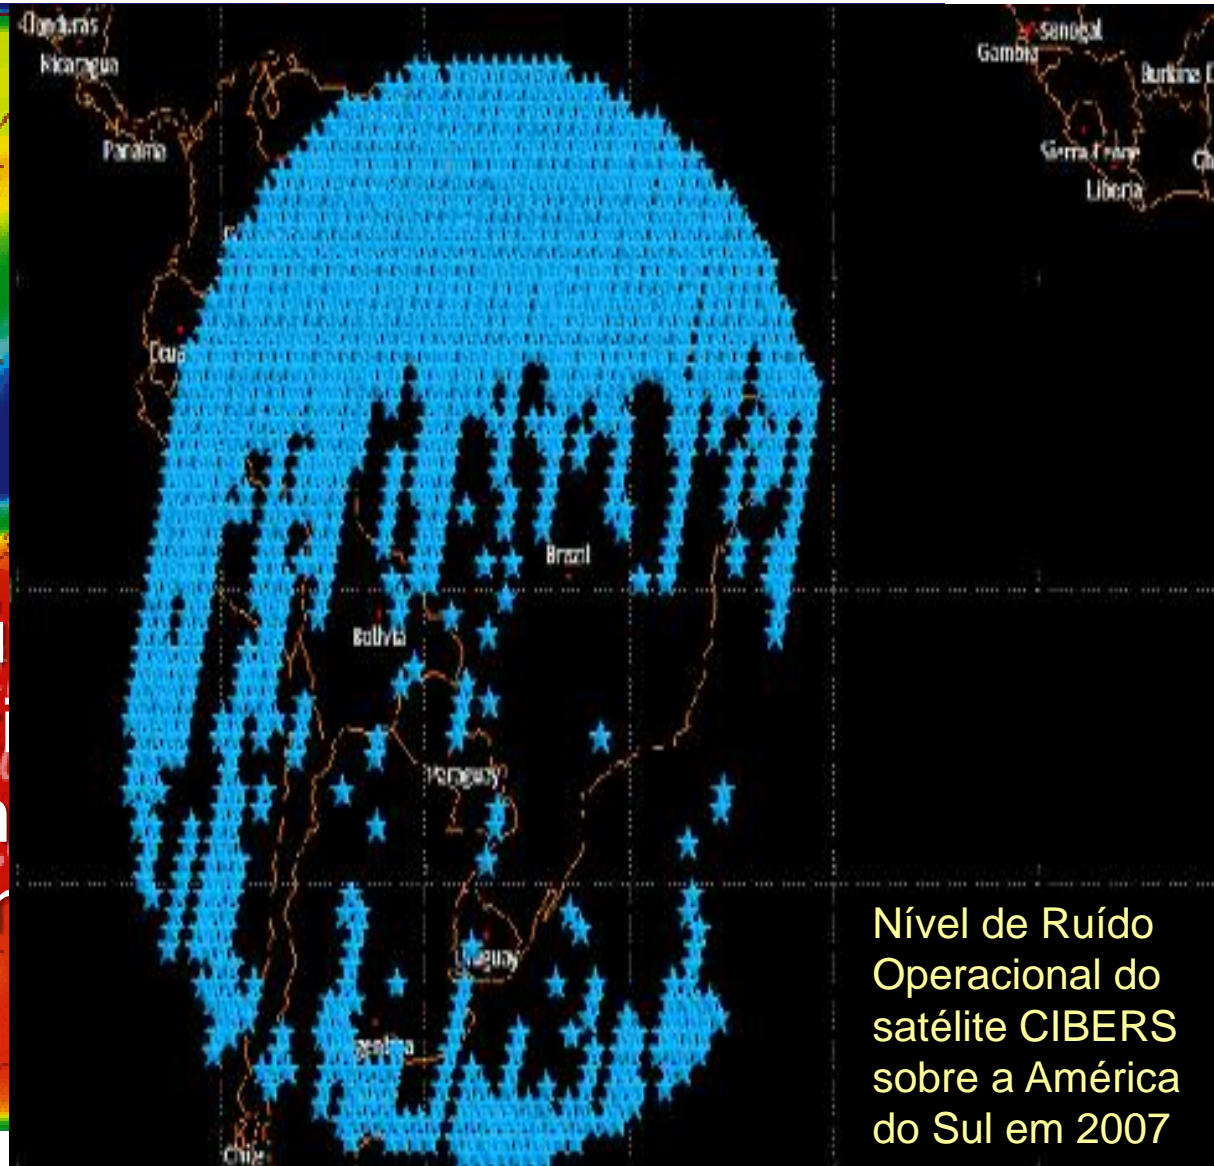 Honduras
Nicaragua
Panama
Senegal
Gambia
Sierra Leone
Liberia
Brazil
Bolivia
Paraguay
Uruguay
Chile
Nível de Ruído
Operacional do
satélite CIBERS
sobre a América
do Sul em 2007